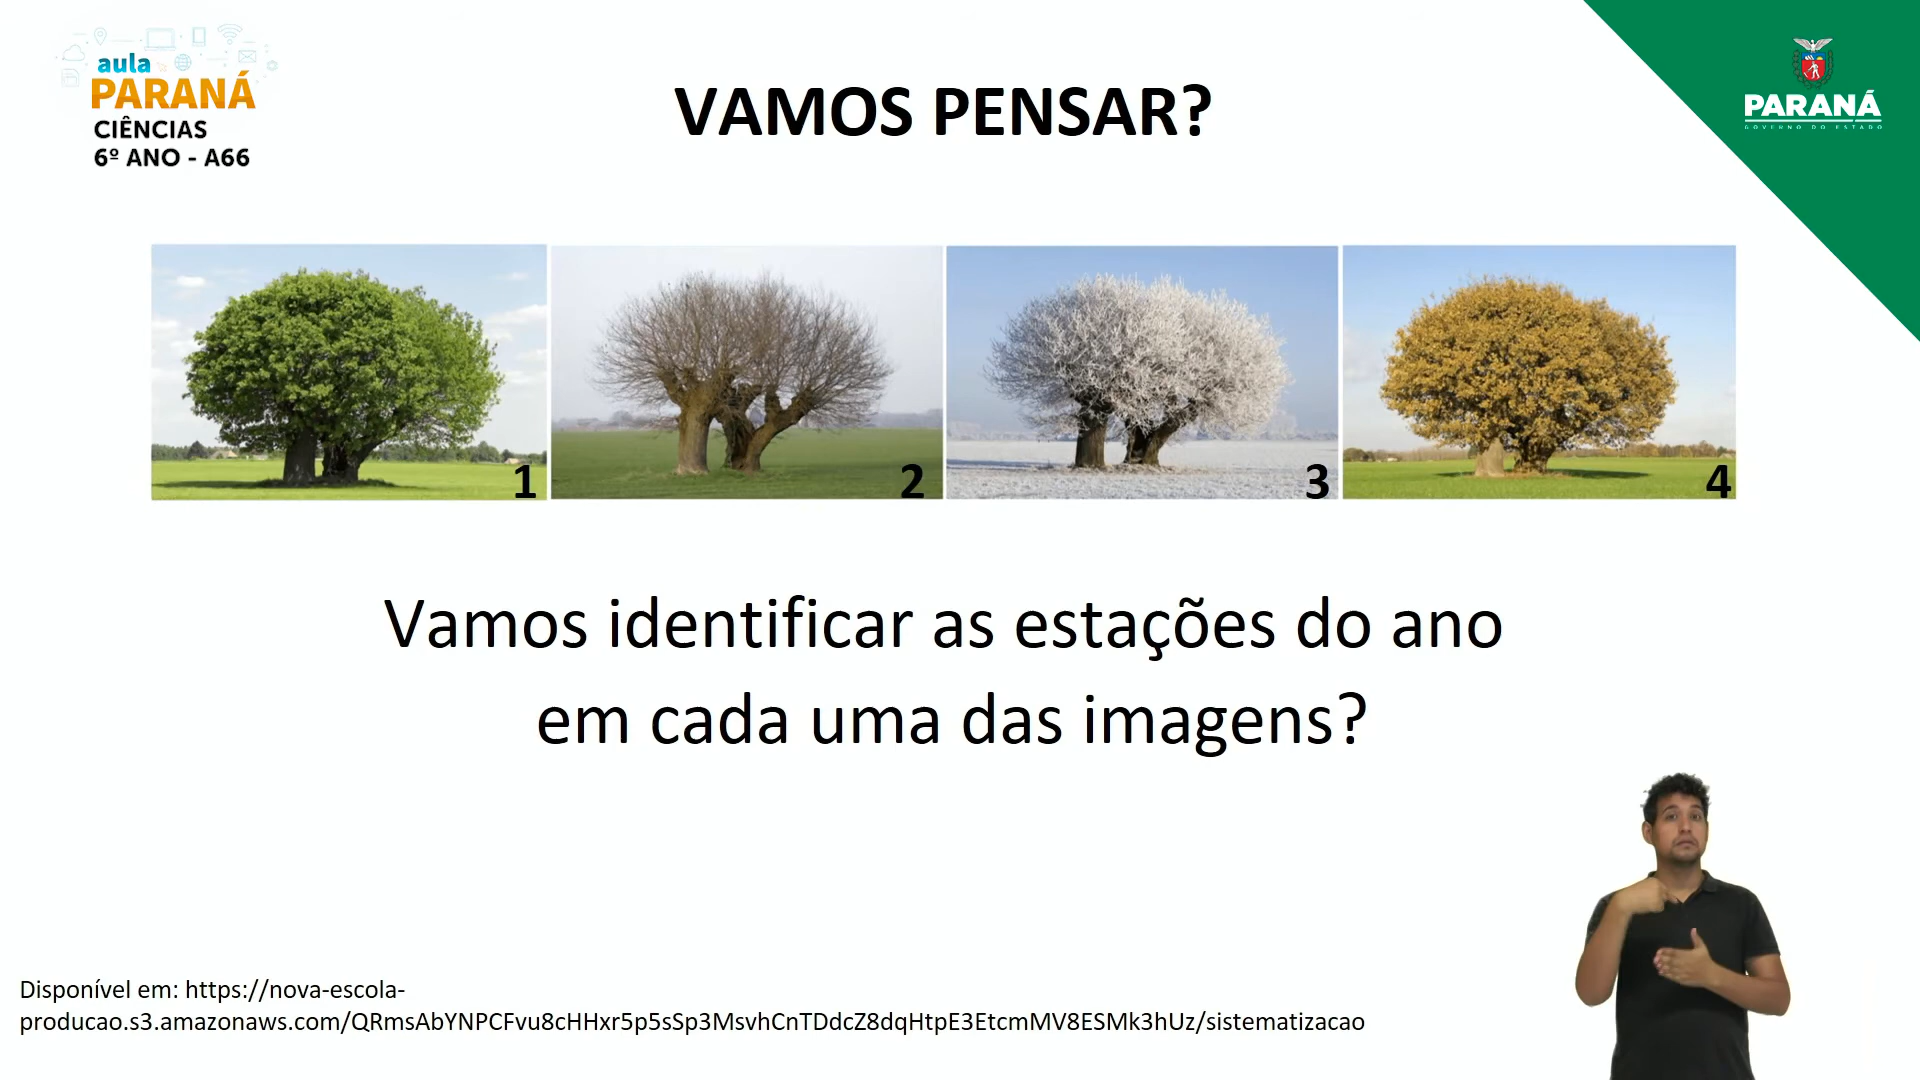 aula
PARANÁ
CIÊNCIAS
6º ANO - A66
VAMOS PENSAR?
PARANÁ
GOVERNO DO ESTADO
1
2
3
4
Vamos identificar as estações do ano
em cada uma das imagens?
Disponível em: https://nova-escola-
producao.s3.amazonaws.com/QRmsAbYNPCFvu8cHHxr5p5sSp3MsvhCnTDdcZ8dqHtpE3EtcmMV8ESMk3hUz/sistematizacao